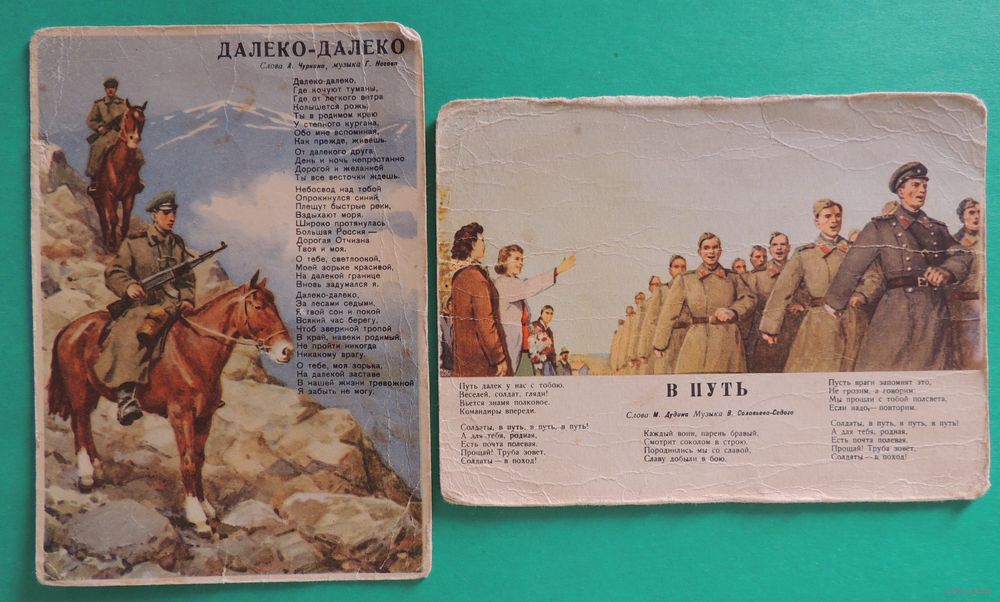 ДАЛЕКО-ДАЛЕКО
Слова А. Чуркина, музыка Г. Носова
Далеко-далеко,
Где кочуют туманы,
Где от легкого ветра
Колышется рожь,
Ты в родимом краю
У степного кургана,
Обо мне вспоминая,
Как прежде, живешь.
От далекого друга
День и ночь непрестанно
Дорогой и желанной
Ты все весточки ждешь.
Небосвод над тобой
Опрокинулся синий,
Плещут быстрые реки,
Вздыхают моря.
Широко протянулась
Большая Россия —
Дорогая Отчизна
Твоя и моя.
О тебе, светлоокой,
Моей зорьке красивой,
На далекой границе
Вновь задумался я.
Далеко-далеко,
За лесами седыми,
Я твой сон и покой
Всякий час берегу,
Чтоб звериной тропой
В край, навеки родимый,
Не пройти никогда
Никакому врагу.
О тебе, моя зорька,
На далекой заставе
В нашей жизни тревожной
Я забыть не могу.
В ПУТЬ
Слова М. Дудина Музыка В. Соловьева-Седого
Путь далек у нас с тобою,
Веселей, солдат, гляди!
Вьется знамя полковое,
Командиры впереди.
Солдаты, в путь, в путь, в путь!
А для тебя, родная,
Есть почта полевая.
Прощай! Труба зовет,
Солдаты — в поход!
Каждый воин, парень бравый,
Смотрит соколом в строю.
Породнились мы со славой,
Славу добыли в бою.
Пусть враги запомнят это,
Не грозим, а говорим:
Мы прошли с тобой полсвета,
Если надо,— повторим.
Солдаты, в путь, в путь, в путь!
А для тебя, родная,
Есть почта полевая.
Прощай! Труба зовет,
Солдаты — в поход!